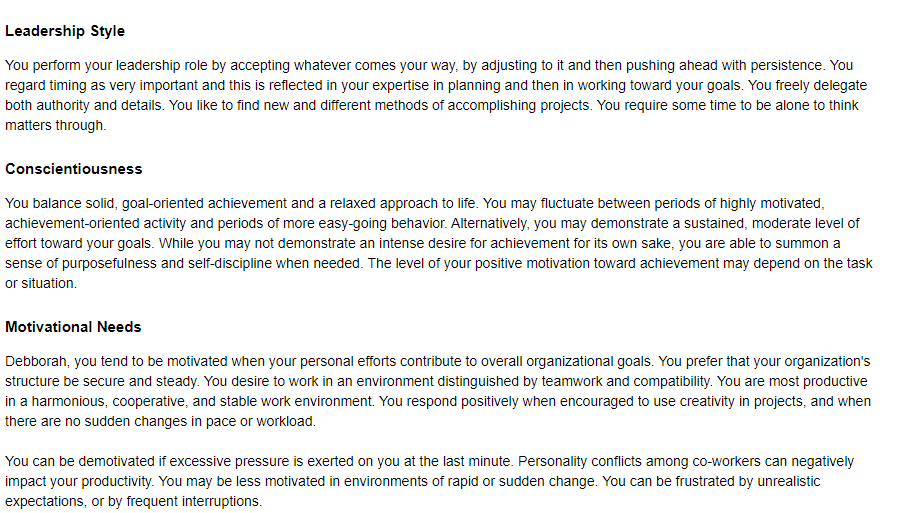 Leadership Style
You perform your leadership role by accepting whatever comes your way, by adjusting to it and then pushing ahead with persistence. You
regard timing as very important and this is reflected in your expertise in planning and then in working toward your goals. You freely delegate
both authority and details. You like to find new and different methods of accomplishing projects. You require some time to be alone to think
matters through.
Conscientiousness
You balance solid, goal-oriented achievement and a relaxed approach to life. You may fluctuate between periods of highly motivated,
achievement-oriented activity and periods of more easy-going behavior. Alternatively, you may demonstrate a sustained, moderate level of
effort toward your goals. While you may not demonstrate an intense desire for achievement for its own sake, you are able to summon a
sense of purposefulness and self-discipline when needed. The level of your positive motivation toward achievement may depend on the task
or situation.
Motivational Needs
Debborah, you tend to be motivated when your personal efforts contribute to overall organizational goals. You prefer that your organization's
structure be secure and steady. You desire to work in an environment distinguished by teamwork and compatibility. You are most productive
in a harmonious, cooperative, and stable work environment. You respond positively when encouraged to use creativity in projects, and when
there are no sudden changes in pace or workload.
You can be demotivated if excessive pressure is exerted on you at the last minute. Personality conflicts among co-workers can negatively
impact your productivity. You may be less motivated in environments of rapid or sudden change. You can be frustrated by unrealistic
expectations, or by frequent interruptions.